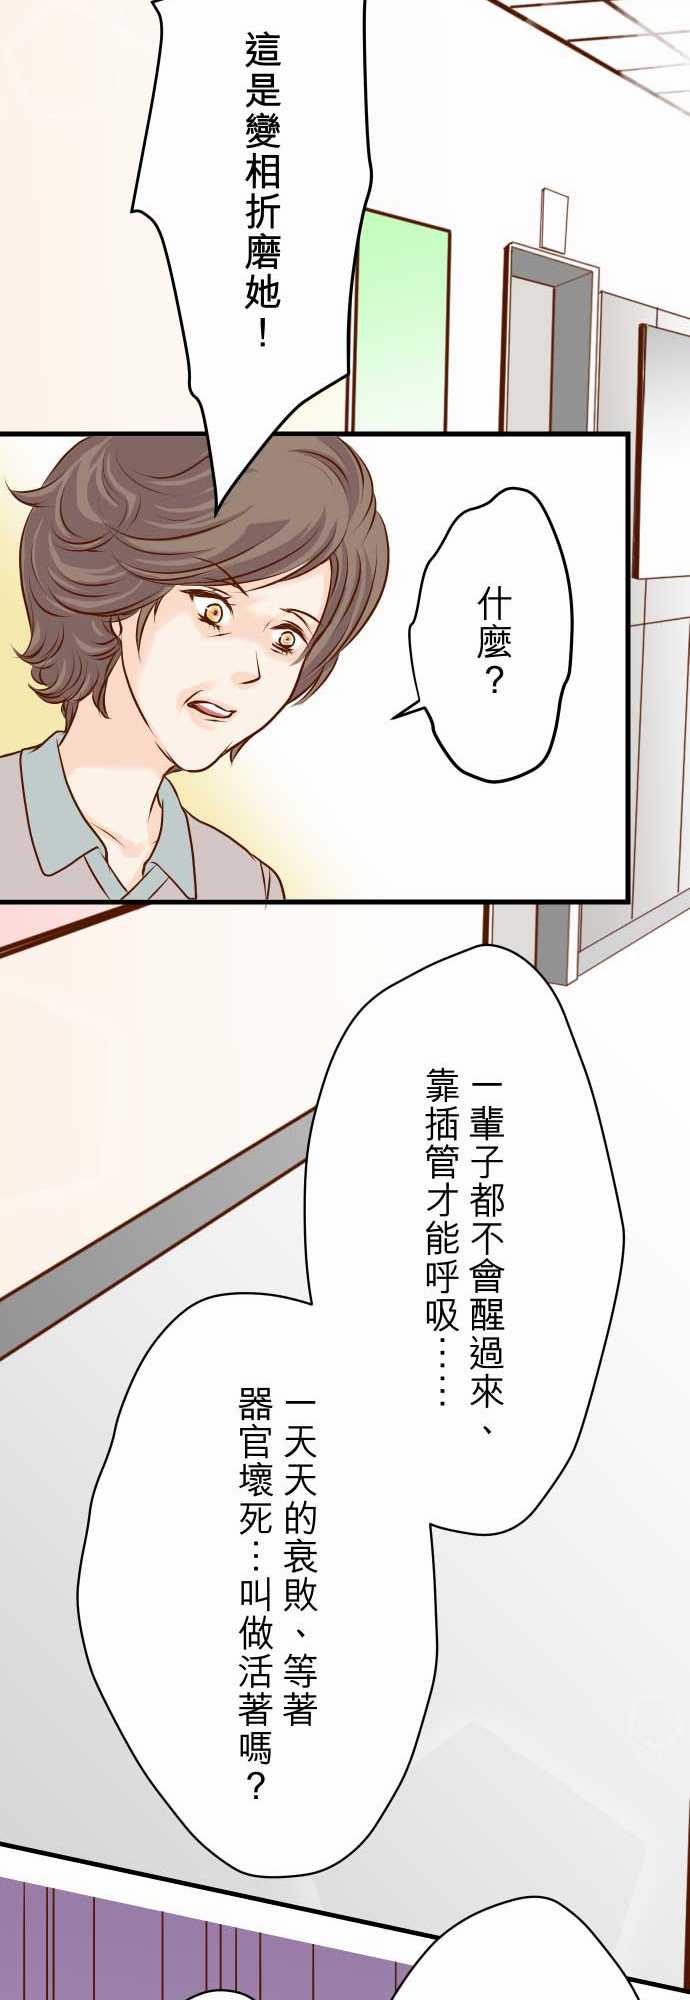 這是變相折磨她！
什麼？
一輩子都不會醒過來、
靠插管才能呼吸……
一天天的衰敗、等著
器官壞死…叫做活著嗎？